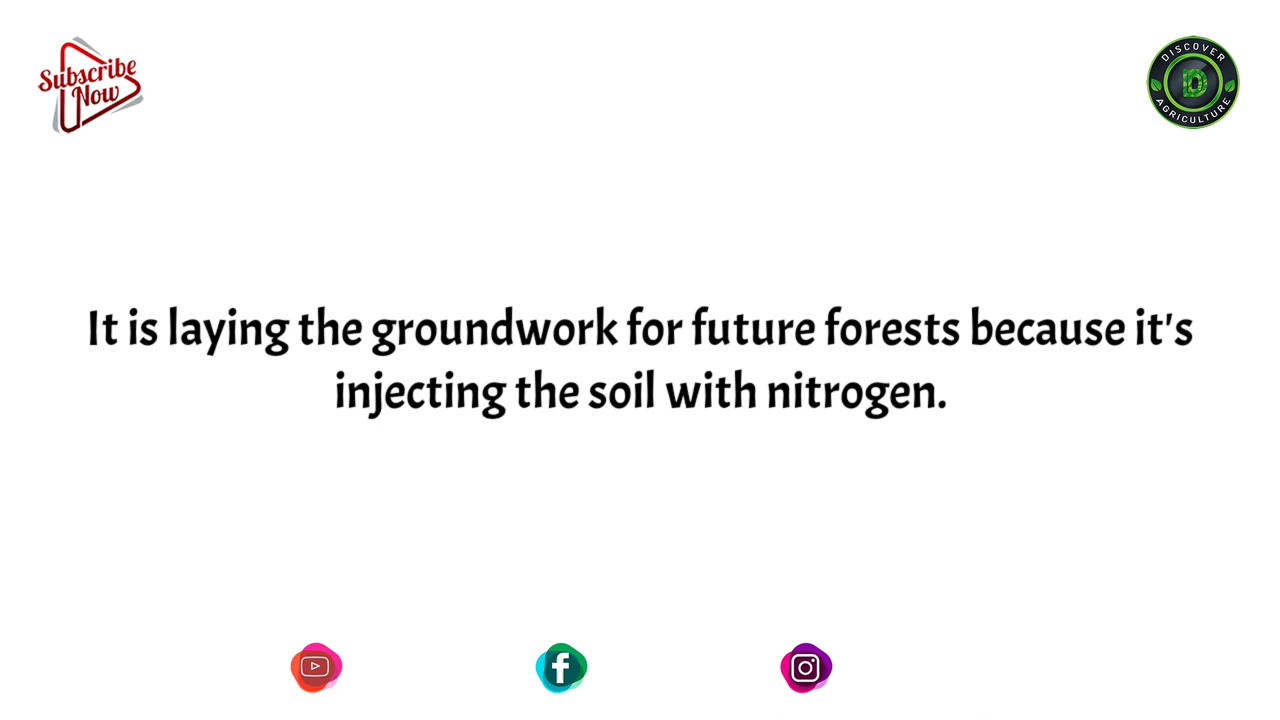 Subscribe
Now
DISCOVER
D
AGRICULTURE
It is laying the groundwork for future forests because it's
injecting the soil with nitrogen.